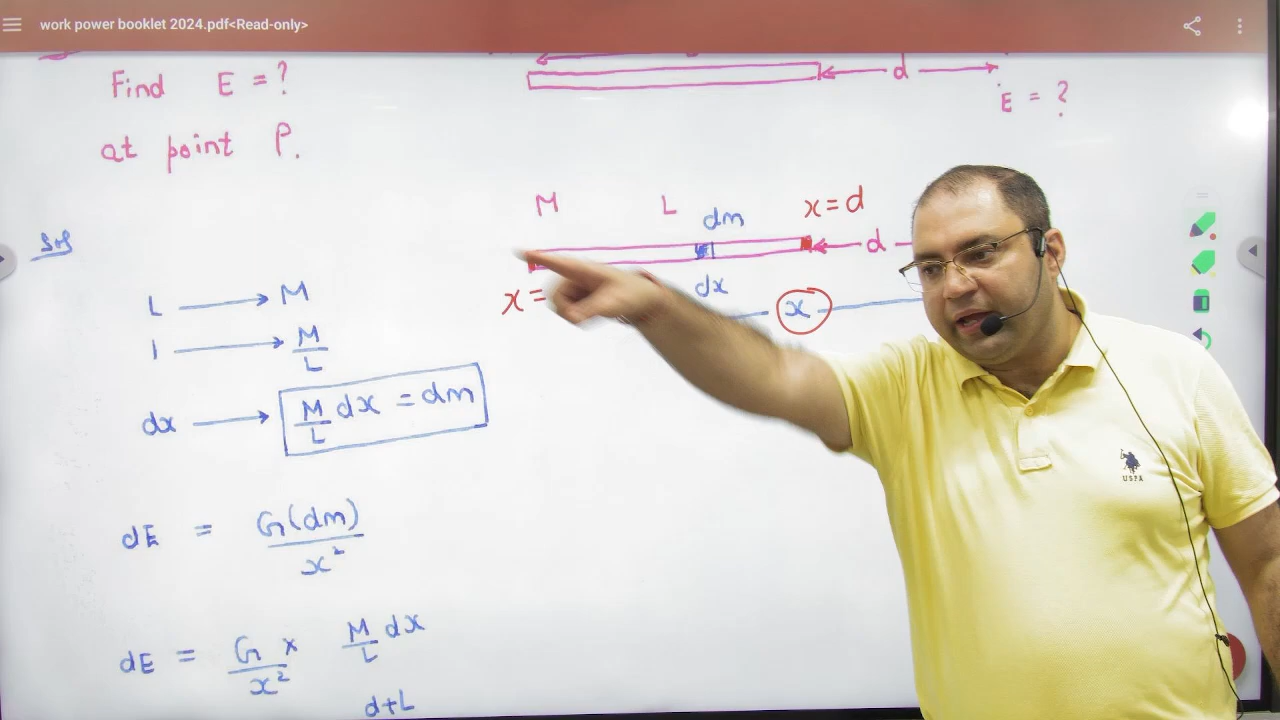 work power booklet 2024.pdf<Read-only>
Find E = ?
at point P.
d
E = ?
Sol
M L dm x = d
d
x = dx x
L → M
1 → M/L
dx → M/L dx = dm
dE = G(dm)/x²
dE = G/x² × M/L dx
d+L
USPA